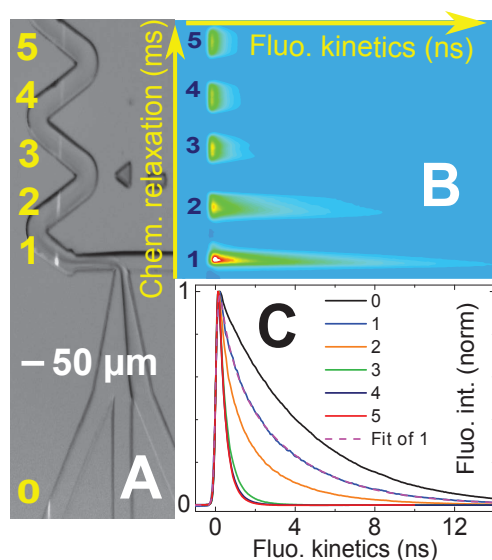 5
4
3
2
1
– 50 µm
0
A
Chem. relaxation (ms)
Fluo. kinetics (ns)
5
4
3
2
1
B
1
0
C
0
1
2
3
4
5
Fit of 1
Fluo. int. (norm)
0 4 8 12
Fluo. kinetics (ns)